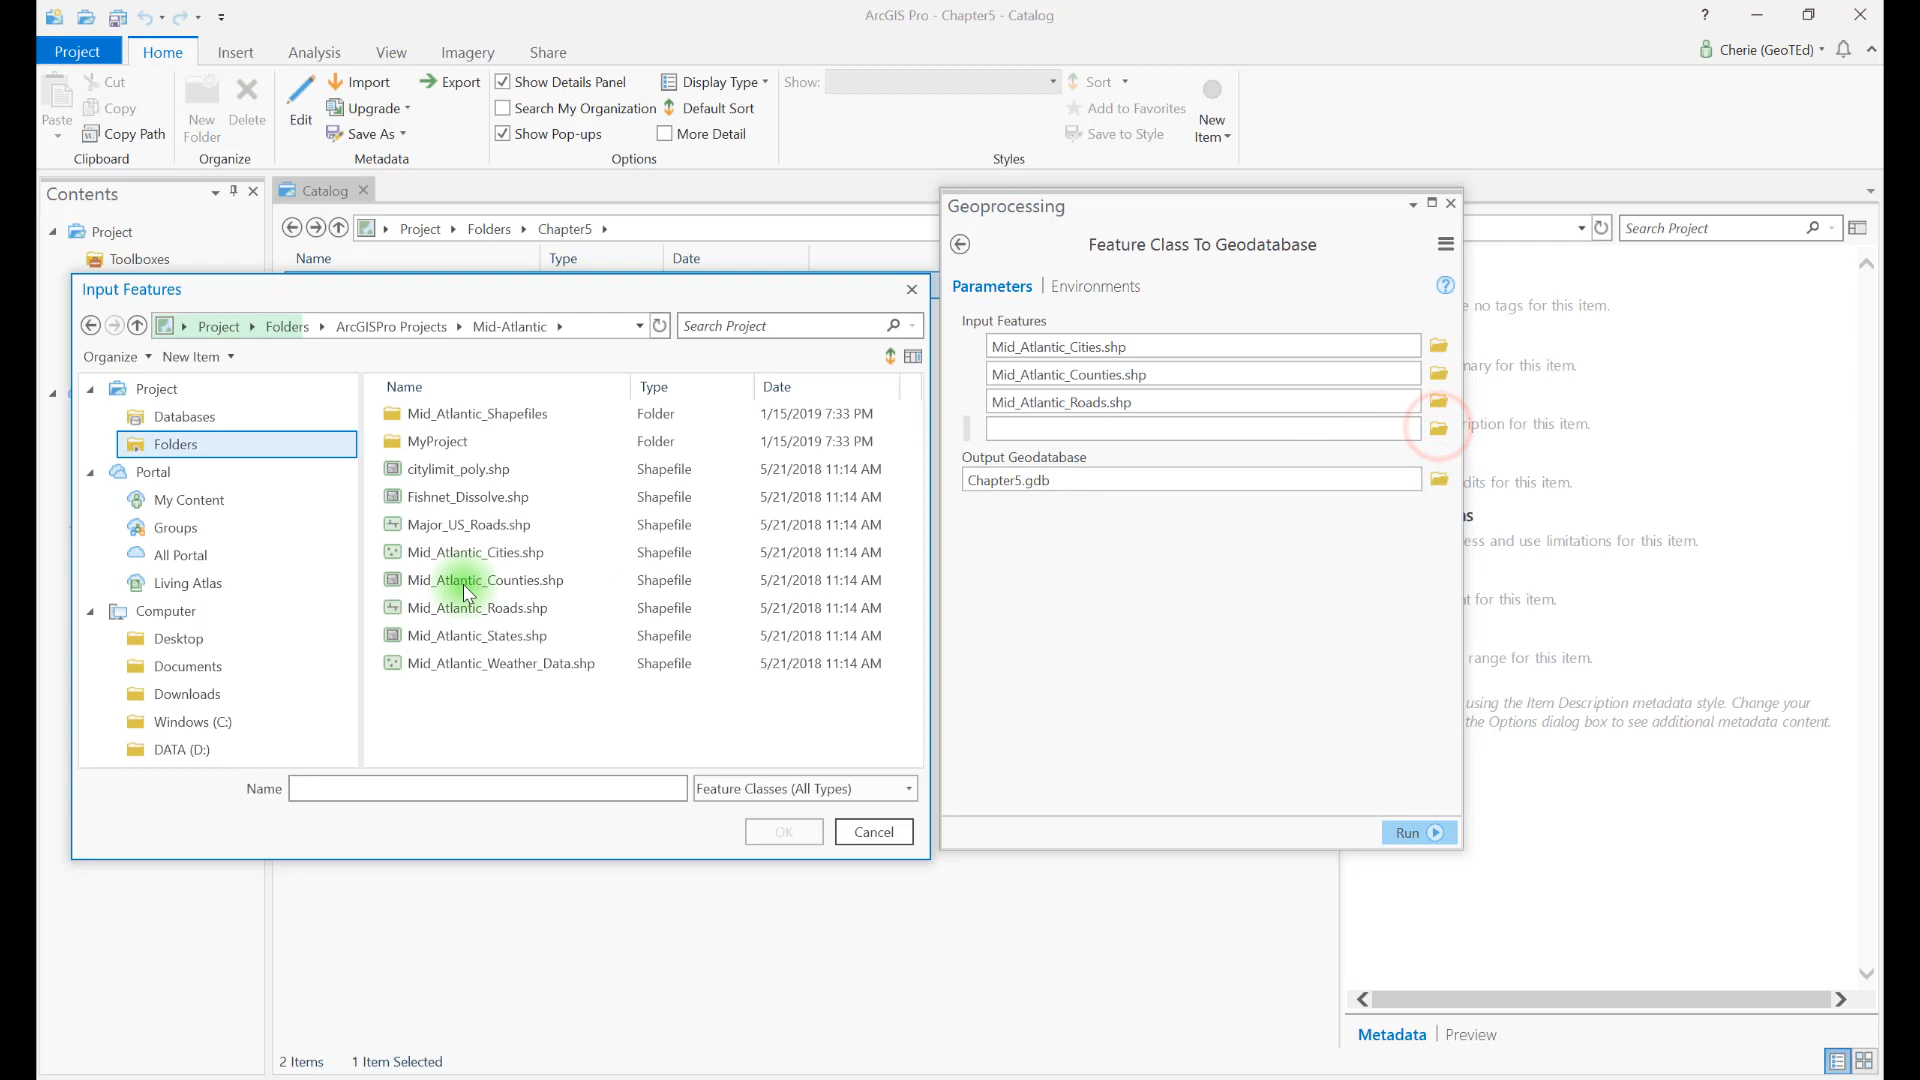 ArcGIS Pro - Chapter5 - Catalog
?
Project Home Insert Analysis View Imagery Share
Cherie (GeoTEd)
Paste
Cut
Copy
Copy Path
Clipboard
New Folder
Delete
Organize
Edit
Import
Upgrade
Save As
Export
Metadata
Show Details Panel
Search My Organization
Show Pop-ups
Display Type
Default Sort
More Detail
Options
Show:
Sort
Add to Favorites
Save to Style
New Item
Styles
Contents
Project
Toolboxes
Catalog
Project Folders Chapter5
Name Type Date
Search Project
Input Features
Project Folders ArcGISPro Projects Mid-Atlantic
Search Project
Organize New Item
Project
Databases
Folders
Portal
My Content
Groups
All Portal
Living Atlas
Computer
Desktop
Documents
Downloads
Windows (C:)
DATA (D:)
Name Type Date
Mid_Atlantic_Shapefiles Folder 1/15/2019 7:33 PM
MyProject Folder 1/15/2019 7:33 PM
citylimit_poly.shp Shapefile 5/21/2018 11:14 AM
Fishnet_Dissolve.shp Shapefile 5/21/2018 11:14 AM
Major_US_Roads.shp Shapefile 5/21/2018 11:14 AM
Mid_Atlantic_Cities.shp Shapefile 5/21/2018 11:14 AM
Mid_Atlantic_Counties.shp Shapefile 5/21/2018 11:14 AM
Mid_Atlantic_Roads.shp Shapefile 5/21/2018 11:14 AM
Mid_Atlantic_States.shp Shapefile 5/21/2018 11:14 AM
Mid_Atlantic_Weather_Data.shp Shapefile 5/21/2018 11:14 AM
Name
Feature Classes (All Types)
OK Cancel
Geoprocessing
Feature Class To Geodatabase
Parameters | Environments
?
Input Features
Mid_Atlantic_Cities.shp
Mid_Atlantic_Counties.shp
Mid_Atlantic_Roads.shp
Output Geodatabase
Chapter5.gdb
Run
e no tags for this item.
nary for this item.
ription for this item.
dits for this item.
ns
ess and use limitations for this item.
nt for this item.
range for this item.
using the Item Description metadata style. Change your
the Options dialog box to see additional metadata content.
Metadata | Preview
2 Items 1 Item Selected